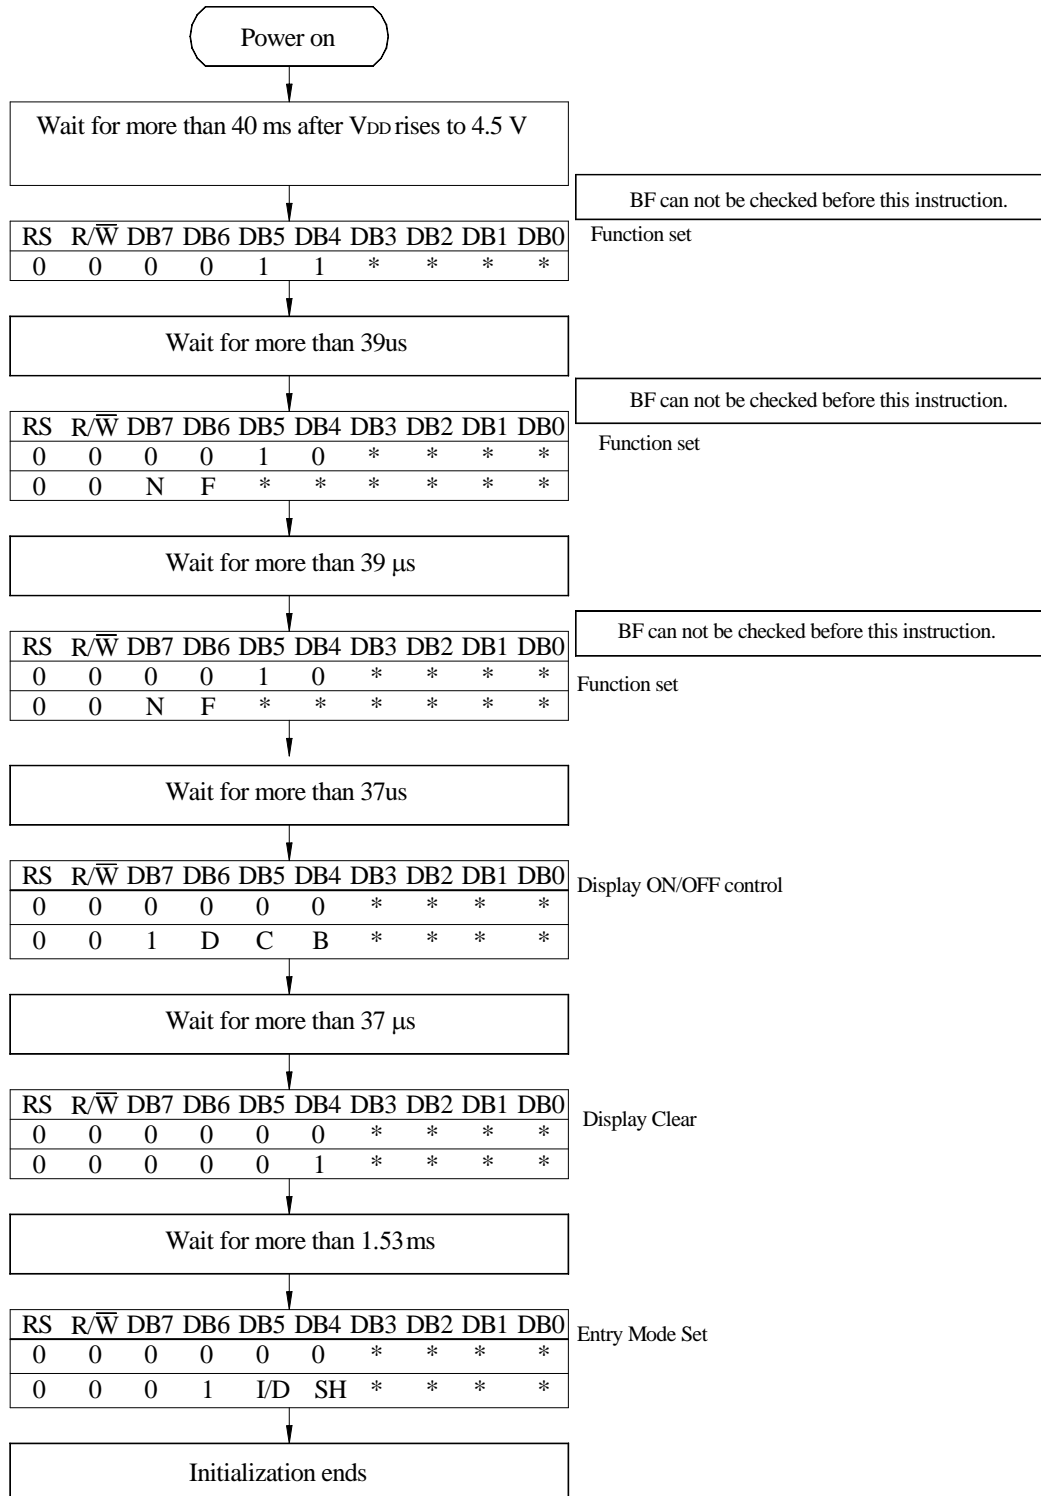 Power on
Wait for more than 40 ms after VDD rises to 4.5 V
BF can not be checked before this instruction.
RS R/W̅ DB7 DB6 DB5 DB4 DB3 DB2 DB1 DB0
Function set
0 0 0 0 1 1 * * * *
Wait for more than 39us
BF can not be checked before this instruction.
RS R/W̅ DB7 DB6 DB5 DB4 DB3 DB2 DB1 DB0
Function set
0 0 0 0 1 0 * * * *
0 0 N F * * * * * *
Wait for more than 39 μs
BF can not be checked before this instruction.
RS R/W̅ DB7 DB6 DB5 DB4 DB3 DB2 DB1 DB0
0 0 0 0 1 0 * * * *
Function set
0 0 N F * * * * * *
Wait for more than 37us
RS R/W̅ DB7 DB6 DB5 DB4 DB3 DB2 DB1 DB0
Display ON/OFF control
0 0 0 0 0 0 * * * *
0 0 1 D C B * * * *
Wait for more than 37 μs
RS R/W̅ DB7 DB6 DB5 DB4 DB3 DB2 DB1 DB0
Display Clear
0 0 0 0 0 0 * * * *
0 0 0 0 0 1 * * * *
Wait for more than 1.53ms
RS R/W̅ DB7 DB6 DB5 DB4 DB3 DB2 DB1 DB0
Entry Mode Set
0 0 0 0 0 0 * * * *
0 0 0 1 I/D SH * * * *
Initialization ends